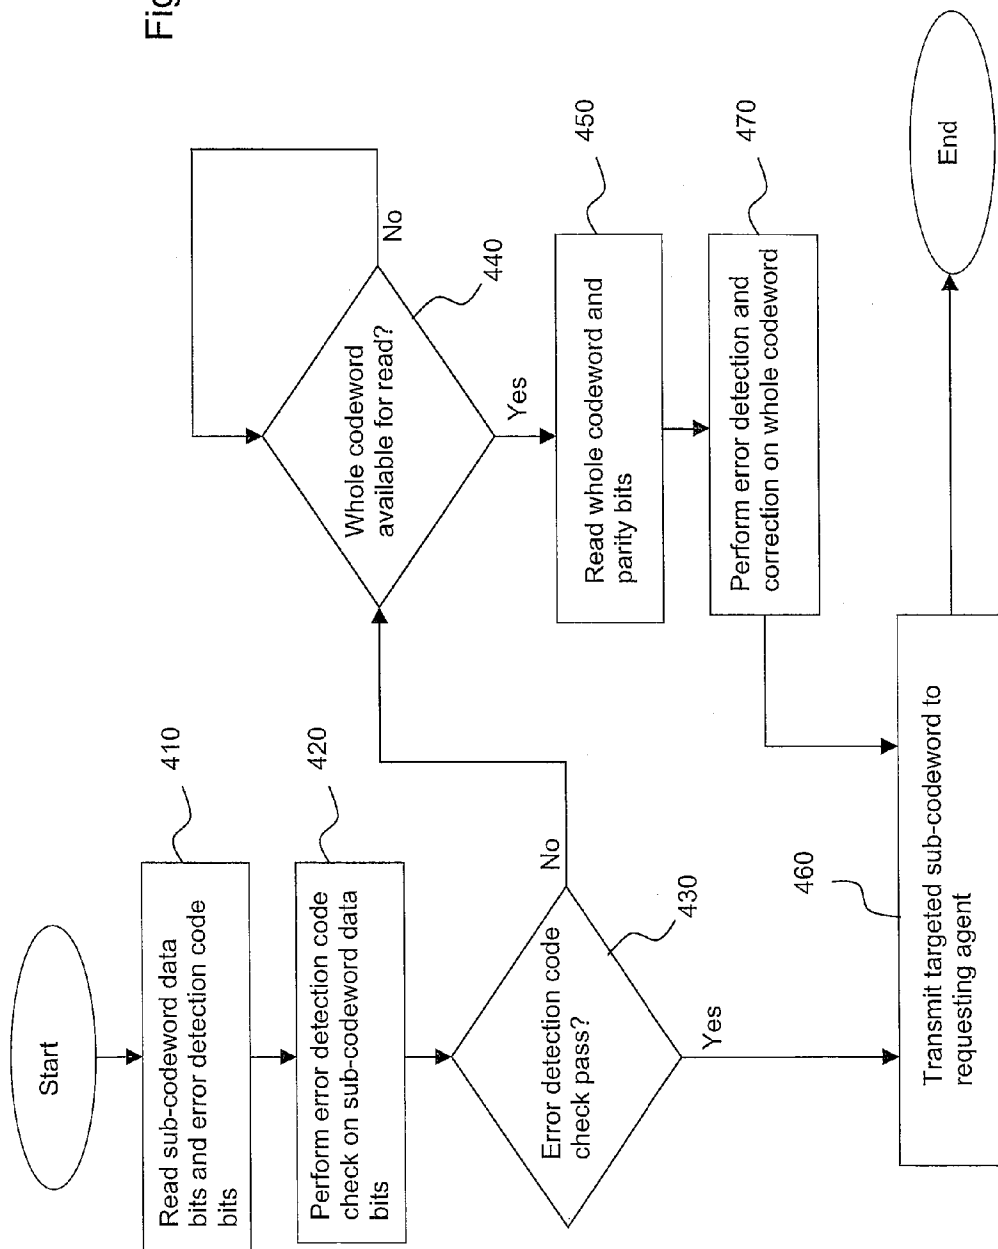 Fig
Start
410
Read sub-codeword data
bits and error detection code
bits
420
Perform error detection code
check on sub-codeword data
bits
430
Error detection code
check pass?
No
Yes
440
Whole codeword
available for read?
No
Yes
450
Read whole codeword and
parity bits
470
Perform error detection and
correction on whole codeword
460
Transmit targeted sub-codeword to
requesting agent
End